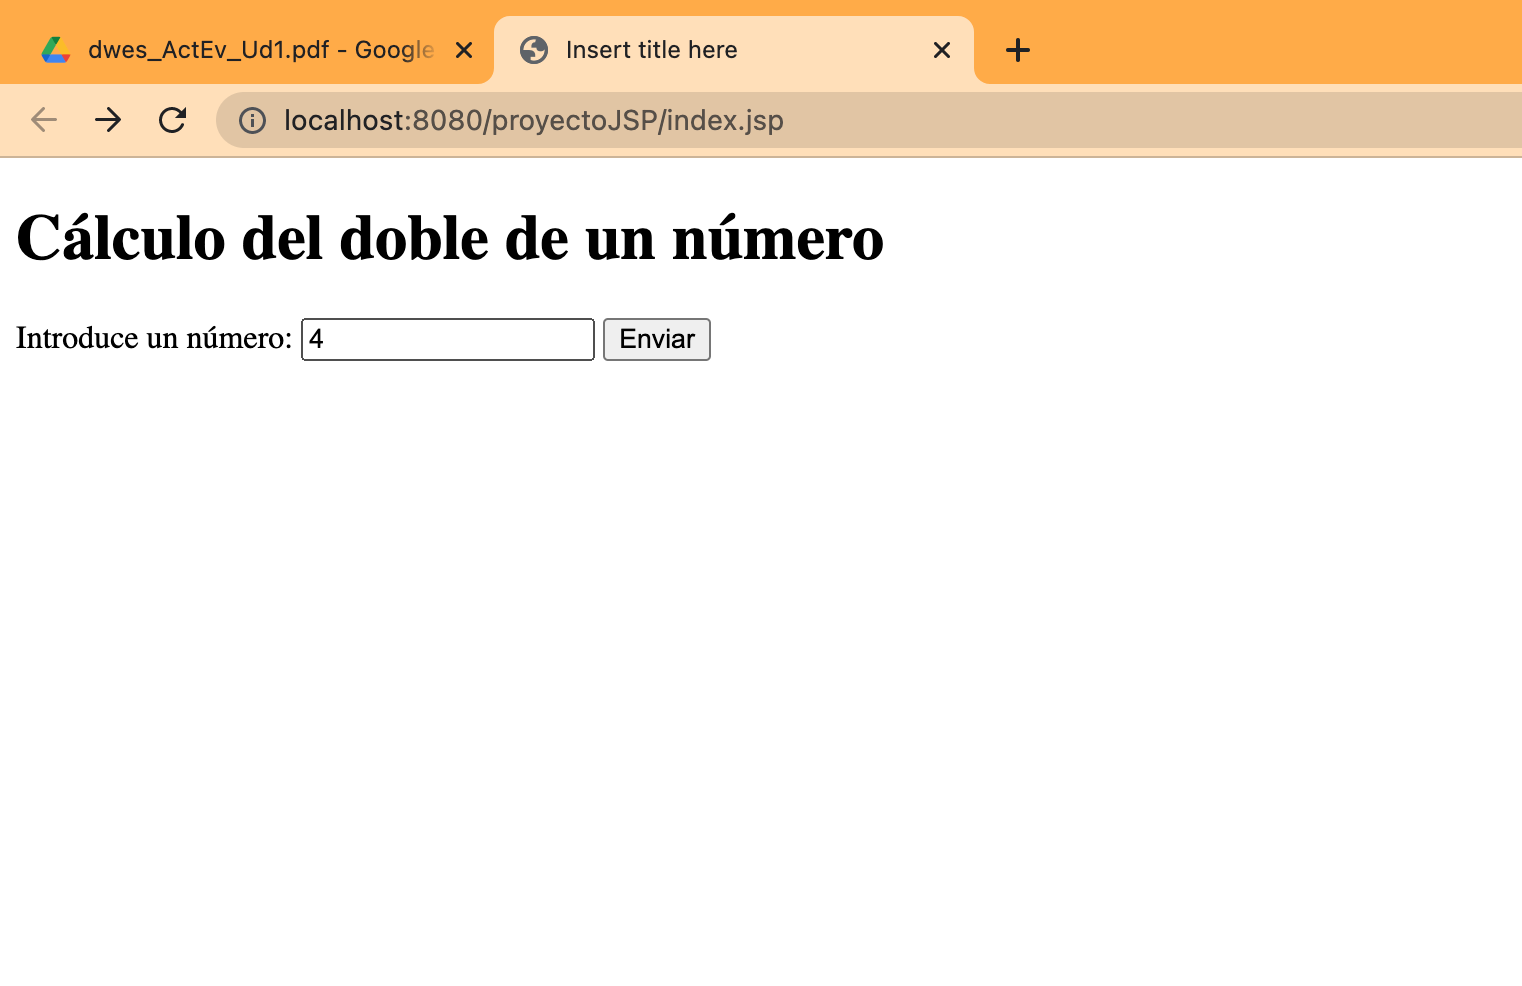 dwes_ActEv_Ud1.pdf - Google
Insert title here
localhost:8080/proyectoJSP/index.jsp
Cálculo del doble de un número
Introduce un número: 4 Enviar